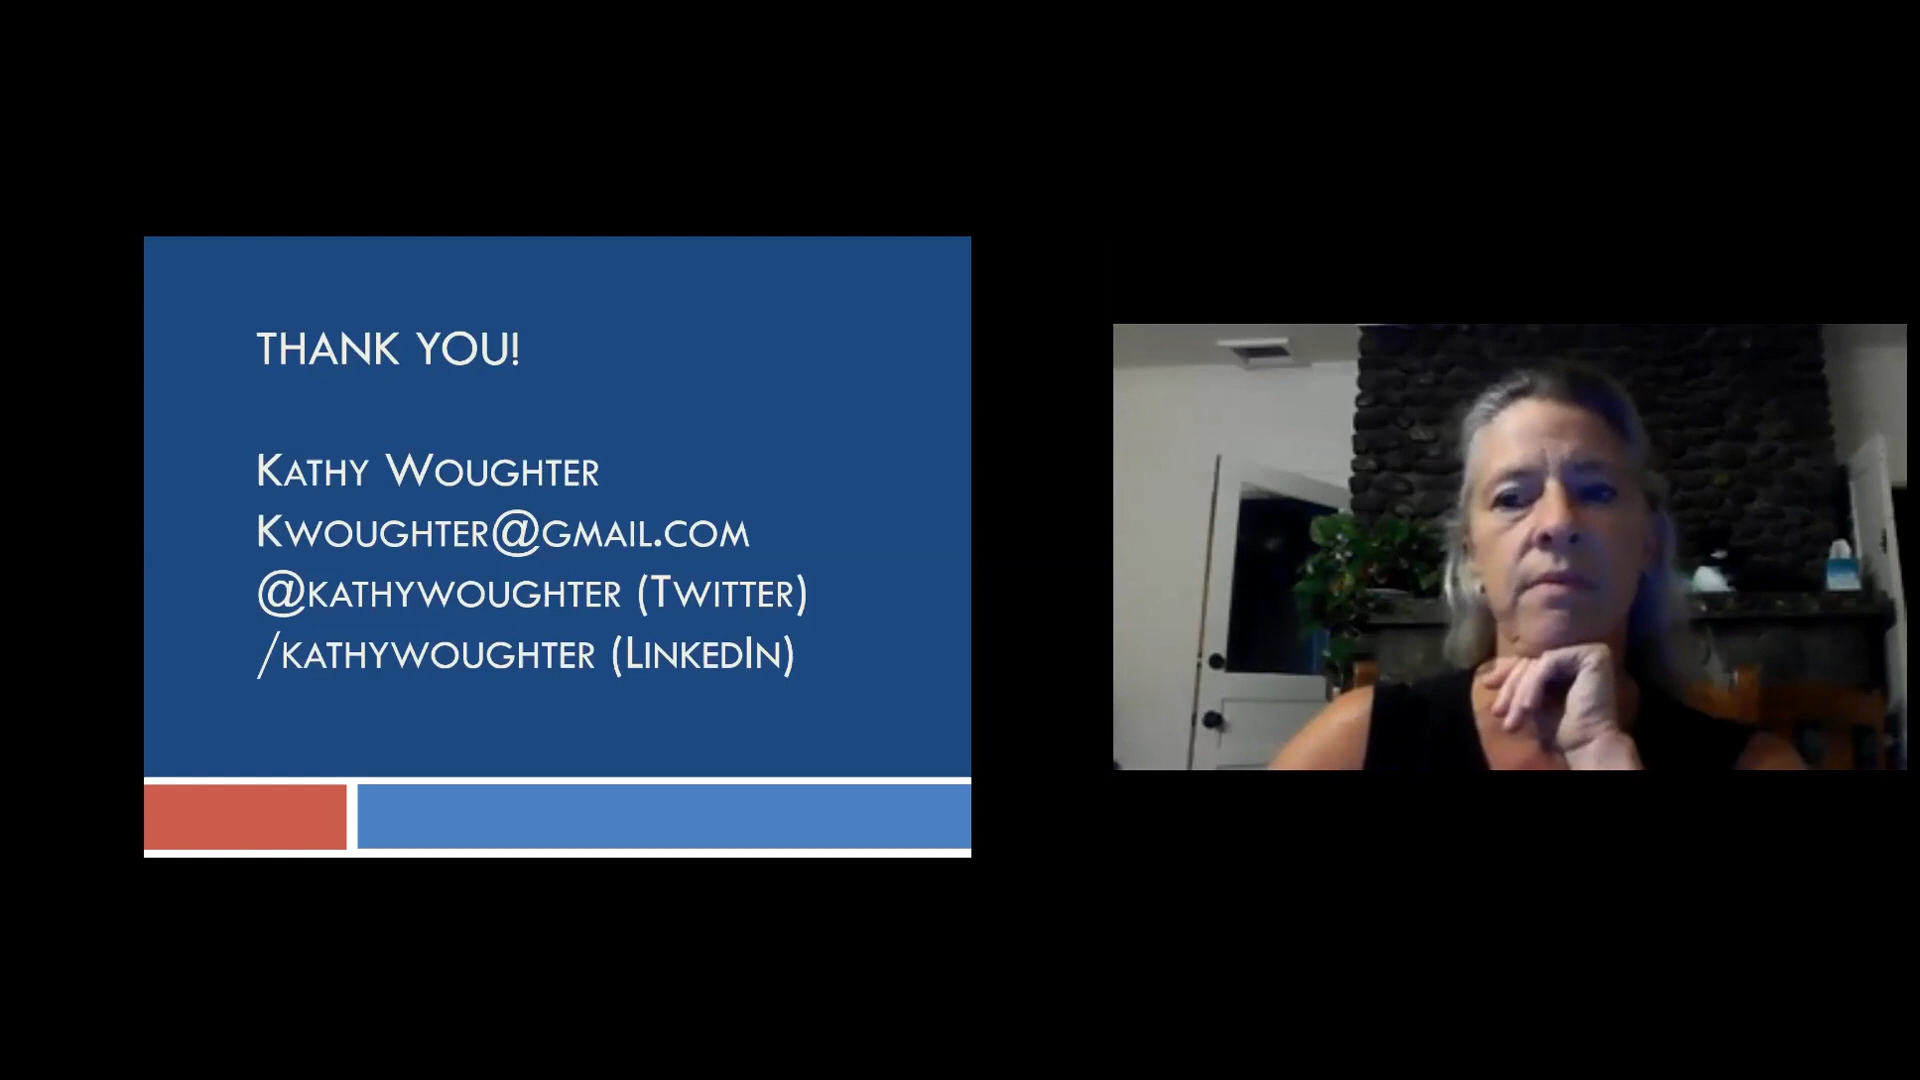 THANK YOU!
KATHY WOUGHTER
KWOUGHTER@GMAIL.COM
@KATHYWOUGHTER (TWITTER)
/KATHYWOUGHTER (LINKEDIN)